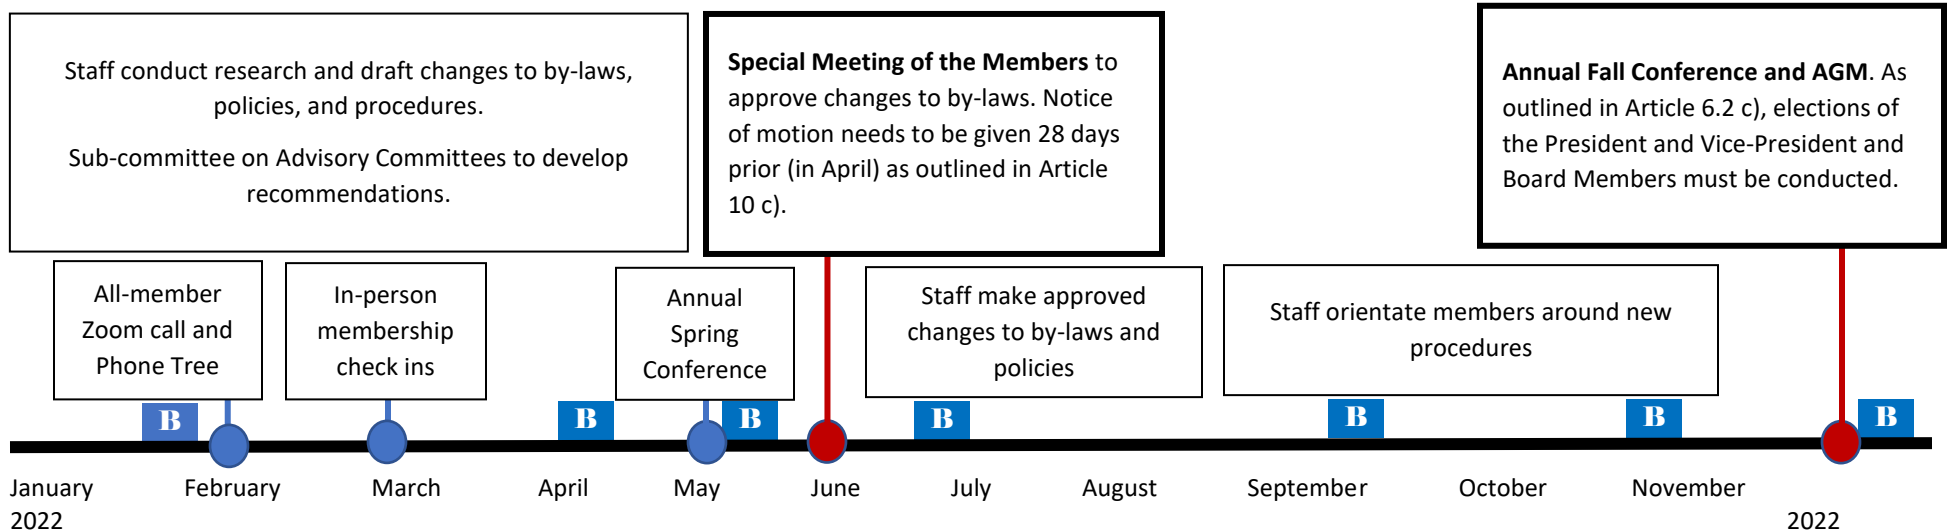 Staff conduct research and draft changes to by-laws,
policies, and procedures.
Sub-committee on Advisory Committees to develop
recommendations.
Special Meeting of the Members to
approve changes to by-laws. Notice
of motion needs to be given 28 days
prior (in April) as outlined in Article
10 c).
Annual Fall Conference and AGM. As
outlined in Article 6.2 c), elections of
the President and Vice-President and
Board Members must be conducted.
All-member
Zoom call and
Phone Tree
In-person
membership
check ins
Annual
Spring
Conference
Staff make approved
changes to by-laws and
policies
Staff orientate members around new
procedures
B
B
B
B
B
B
B
January
2022
February
March
April
May
June
July
August
September
October
November
2022